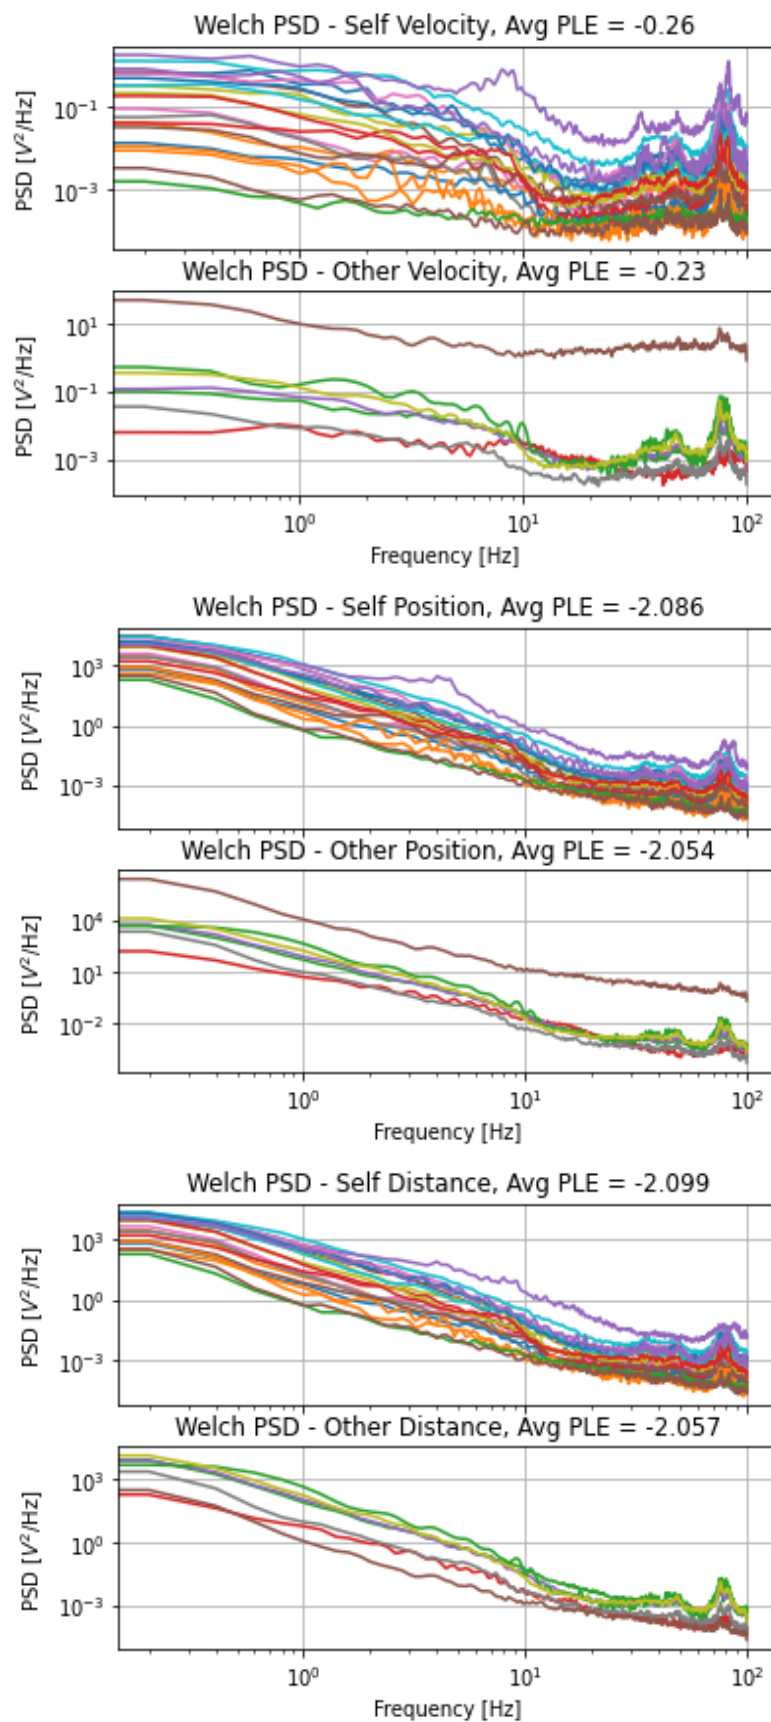 Welch PSD - Self Velocity, Avg PLE = -0.26
PSD [V²/Hz]
10⁻¹
10⁻³
Welch PSD - Other Velocity, Avg PLE = -0.23
PSD [V²/Hz]
10¹
10⁻¹
10⁻³
10⁰ 10¹ 10²
Frequency [Hz]
Welch PSD - Self Position, Avg PLE = -2.086
PSD [V²/Hz]
10³
10⁰
10⁻³
Welch PSD - Other Position, Avg PLE = -2.054
PSD [V²/Hz]
10⁴
10¹
10⁻²
10⁰ 10¹ 10²
Frequency [Hz]
Welch PSD - Self Distance, Avg PLE = -2.099
PSD [V²/Hz]
10³
10⁰
10⁻³
Welch PSD - Other Distance, Avg PLE = -2.057
PSD [V²/Hz]
10³
10⁰
10⁻³
10⁰ 10¹ 10²
Frequency [Hz]